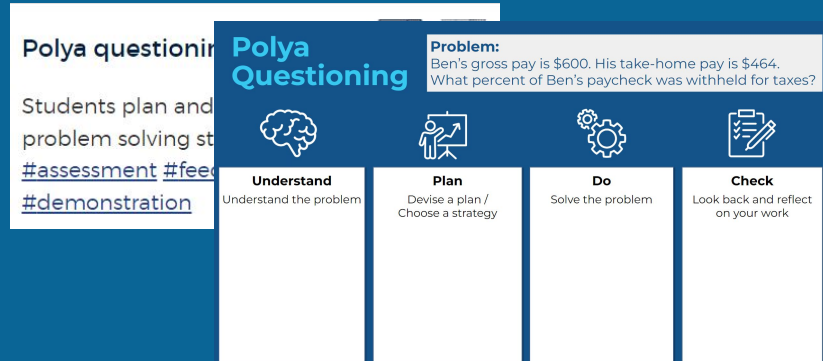 Polya questionin
Students plan and
problem solving st
#assessment #feed
#demonstration
Polya
Questioning
Problem:
Ben's gross pay is $600. His take-home pay is $464.
What percent of Ben's paycheck was withheld for taxes?
Understand
Understand the problem
Plan
Devise a plan /
Choose a strategy
Do
Solve the problem
Check
Look back and reflect
on your work